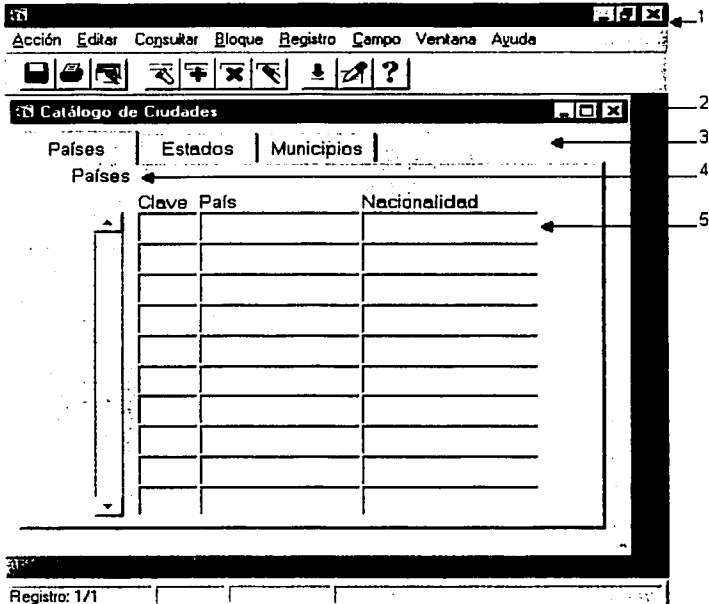 1
Acción Editar Consultar Bloque Registro Campo Ventana Ayuda
?
Catálogo de Ciudades 2
Países Estados Municipios 3
Países 4
Clave País Nacionalidad
5
Registro: 1/1